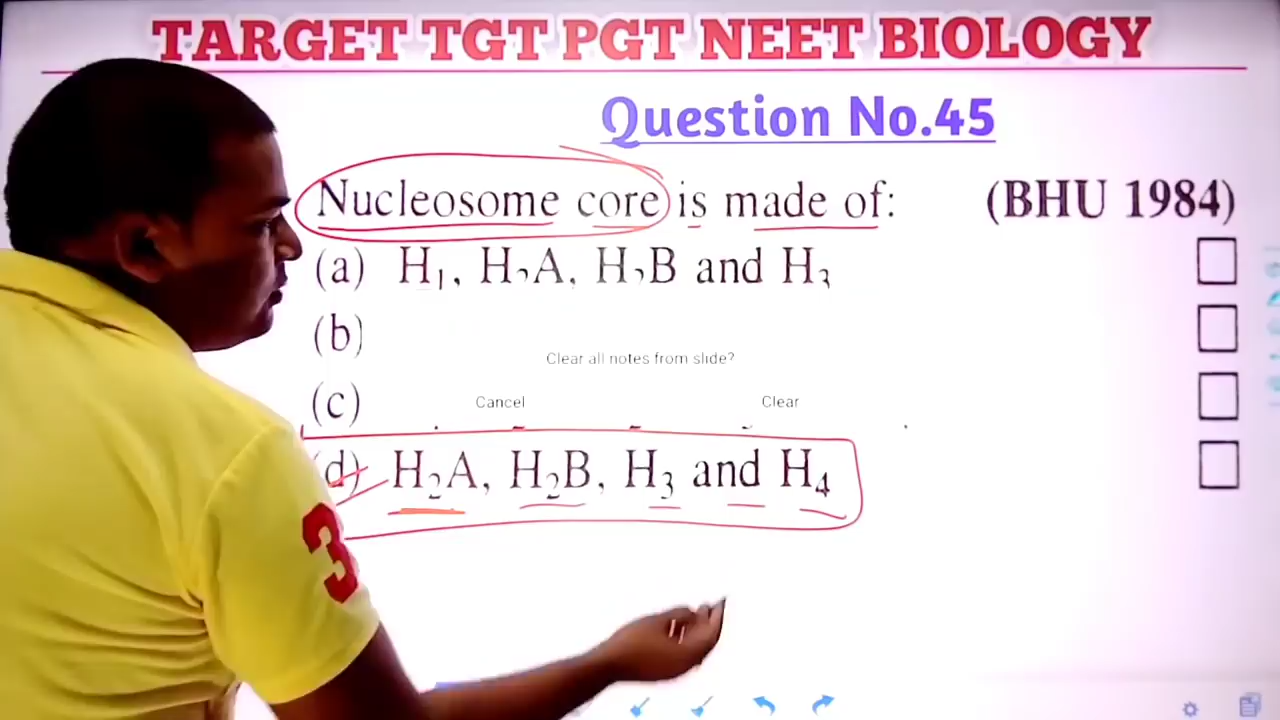 TARGET TGT PGT NEET BIOLOGY
Question No.45
Nucleosome core is made of: (BHU 1984)
(a) H₁, H₂A, H₂B and H₃
(b)
Clear all notes from slide?
(c) Cancel Clear
(d) H₂A, H₂B, H₃ and H₄
3